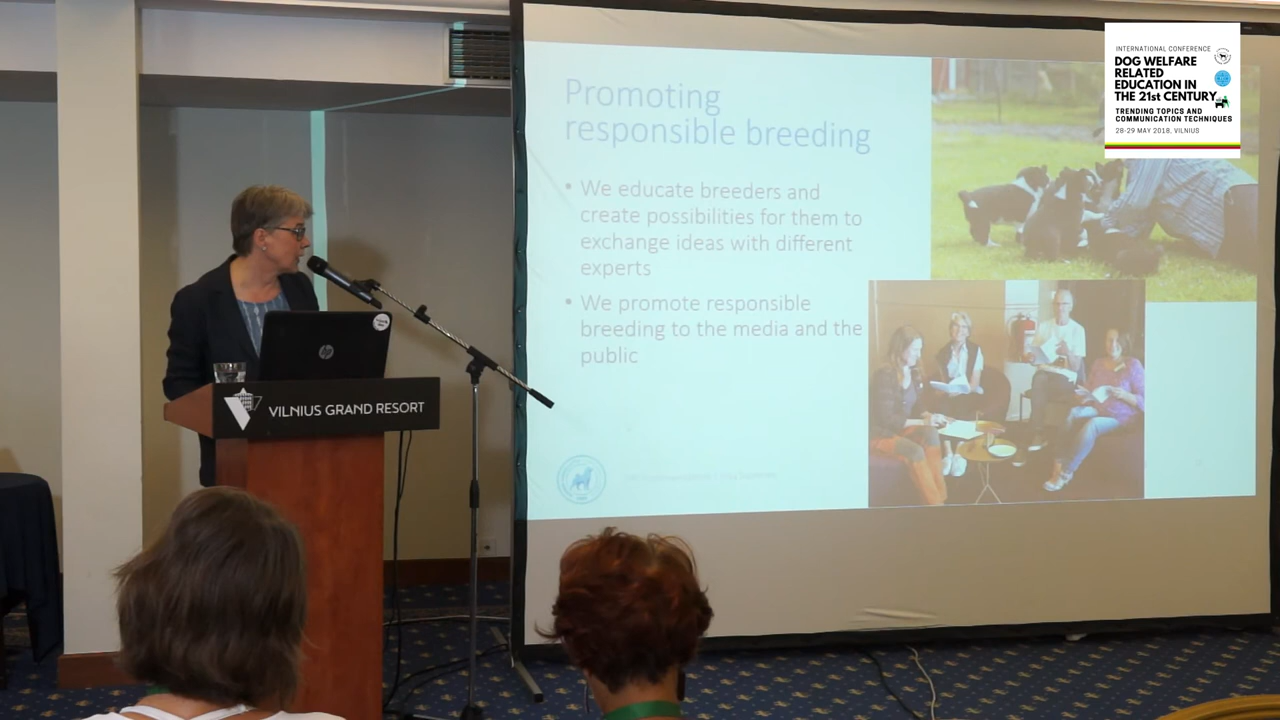 Promoting
responsible breeding
• We educate breeders and
create possibilities for them to
exchange ideas with different
experts
• We promote responsible
breeding to the media and the
public
INTERNATIONAL CONFERENCE
DOG WELFARE
RELATED
EDUCATION IN
THE 21st CENTURY
TRENDING TOPICS AND
COMMUNICATION TECHNIQUES
28-29 MAY 2018, VILNIUS
hp
VILNIUS GRAND RESORT